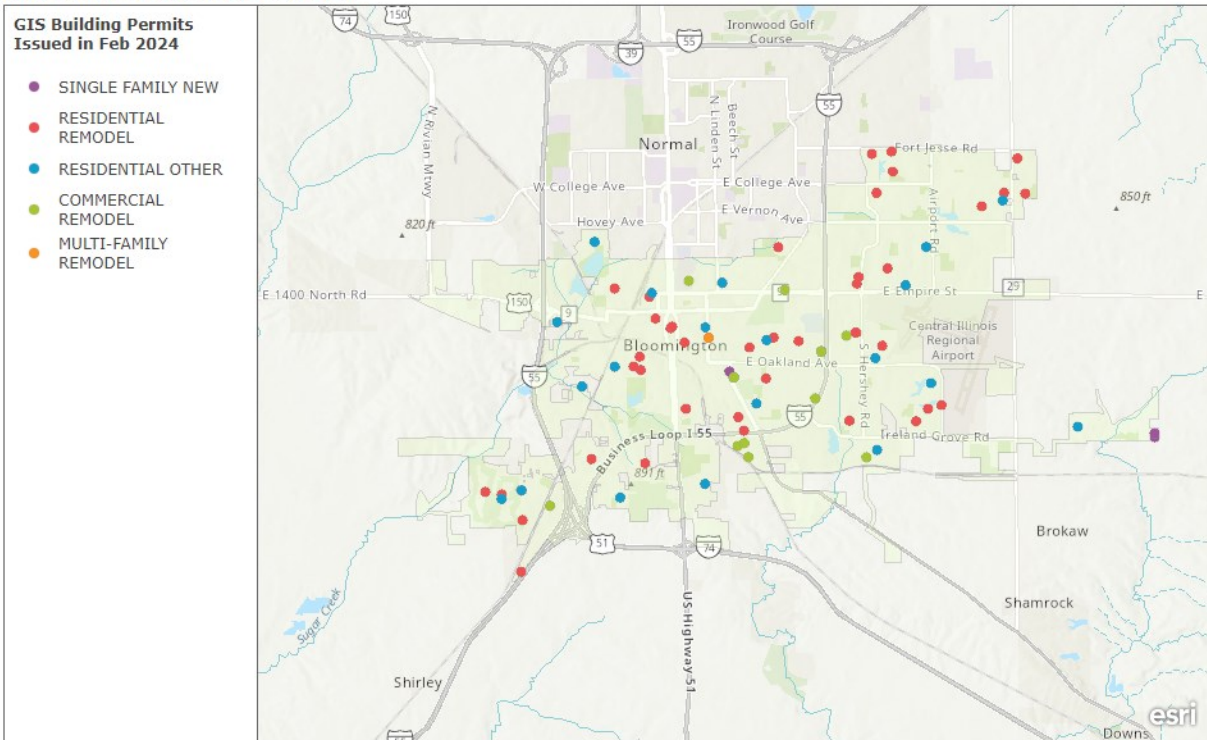 GIS Building Permits
Issued in Feb 2024
SINGLE FAMILY NEW
RESIDENTIAL
REMODEL
RESIDENTIAL OTHER
COMMERCIAL
REMODEL
MULTI-FAMILY
REMODEL
74
150
Ironwood Golf
Course
55
39
55
N Rivian Mtwy
N Linden St
Beech St
Normal
Fort Jesse Rd
W College Ave
E College Ave
850 ft
820 ft
Hovey Ave
E Vernon Ave
Airport Rd
E 1400 North Rd
150
9
9
E Empire St
29
E
Bloomington
Central Illinois
Regional
Airport
E Oakland Ave
S Hershey Rd
55
55
Business Loop I 55
Ireland Grove Rd
891 ft
51
74
Brokaw
Sugar Creek
US Highway 51
Shamrock
Shirley
55
Downs
esri